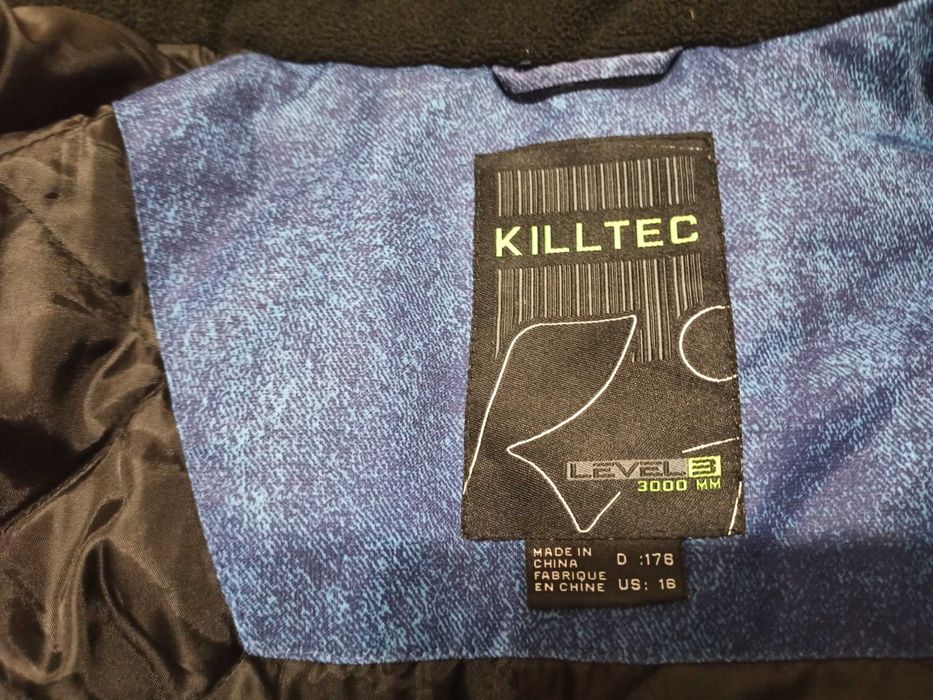 KILLTEC
LEVEL 3
3000 MM
MADE IN
CHINA
FABRIQUE
EN CHINE
D :176
US: 16